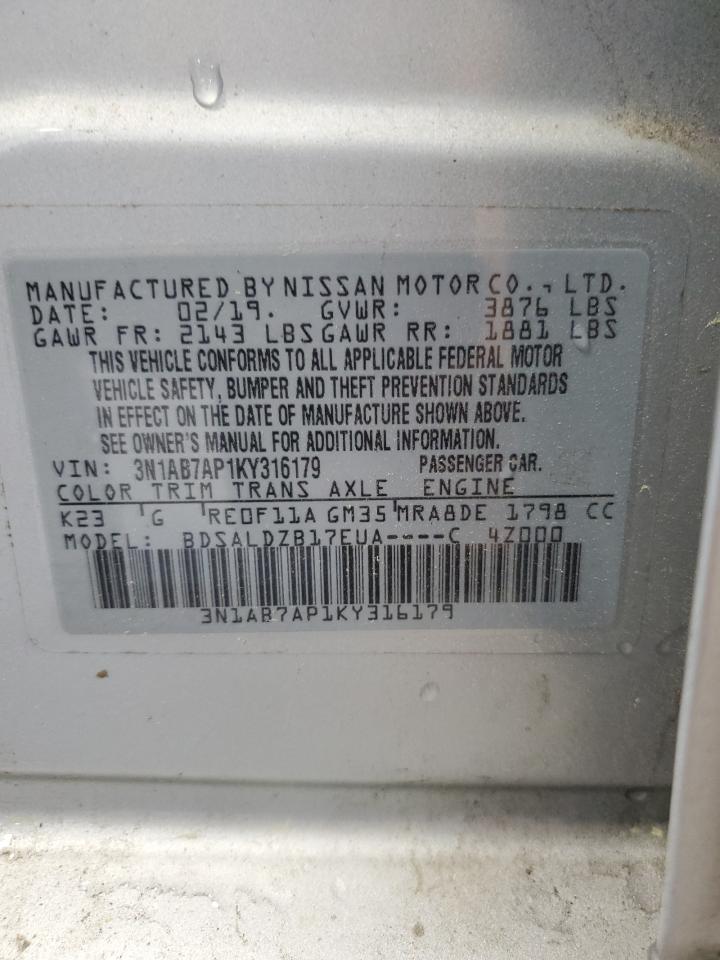 MANUFACTURED BY NISSAN MOTOR CO., LTD.
DATE: 02/19. GVWR: 3876 LBS
GAWR FR: 2143 LBS GAWR RR: 1881 LBS
THIS VEHICLE CONFORMS TO ALL APPLICABLE FEDERAL MOTOR
VEHICLE SAFETY, BUMPER AND THEFT PREVENTION STANDARDS
IN EFFECT ON THE DATE OF MANUFACTURE SHOWN ABOVE.
SEE OWNER'S MANUAL FOR ADDITIONAL INFORMATION.
VIN: 3N1AB7AP1KY316179 PASSENGER CAR.
COLOR TRIM TRANS AXLE ENGINE
K23 G RE0F11A GM35 MRA8DE 1798 CC
MODEL: BDSALDZB17EUA----C 4Z000
3N1AB7AP1KY316179